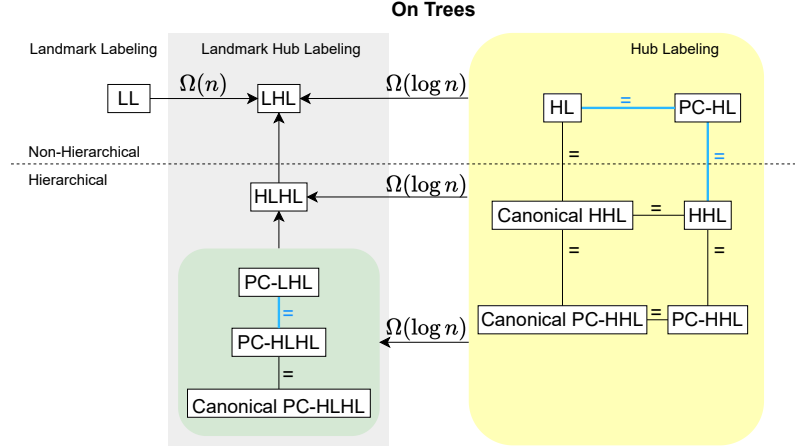 On Trees
Landmark Labeling
Landmark Hub Labeling
Hub Labeling
LL
Ω(n)
LHL
Ω(log n)
HL
=
PC-HL
Non-Hierarchical
=
=
Hierarchical
HLHL
Ω(log n)
Canonical HHL
=
HHL
=
=
PC-LHL
=
Canonical PC-HHL
=
PC-HHL
Ω(log n)
PC-HLHL
=
Canonical PC-HLHL